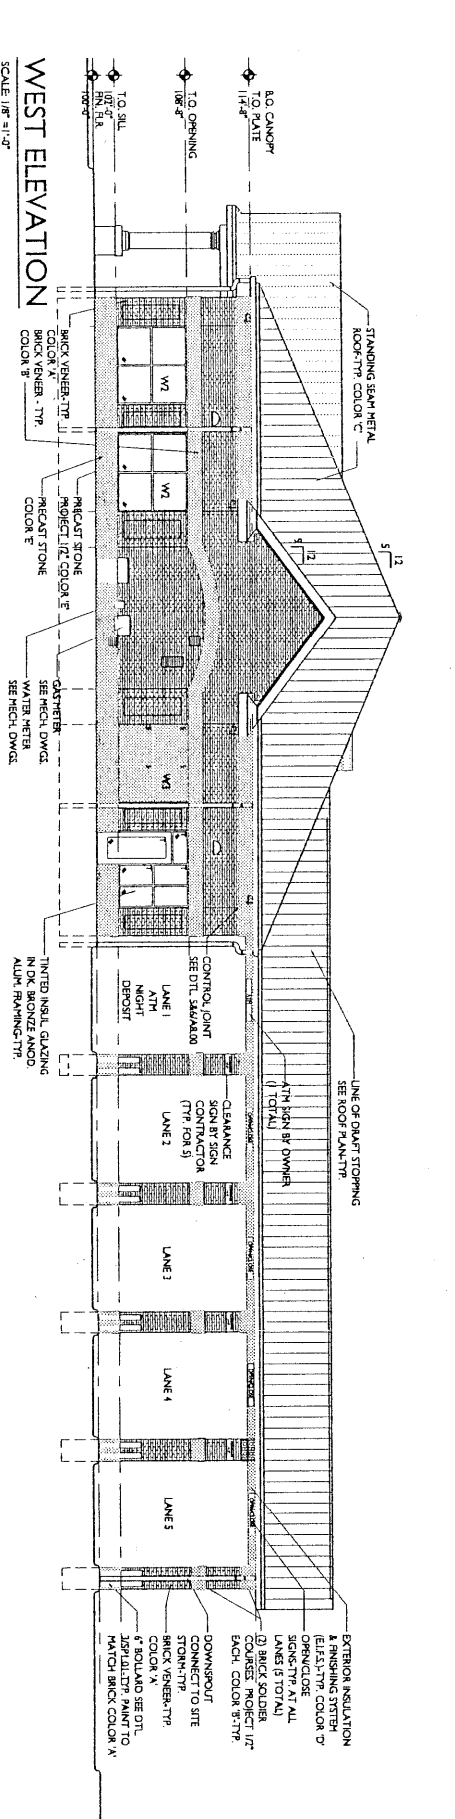 WEST ELEVATION
SCALE: 1/8" = 1'-0"
B.O. CANOPY
T.O. PLATE
114'-8"
T.O. OPENING
108'-8"
T.O. SILL
102'-0"
FIN. FLR.
100'-0"
STANDING SEAM METAL
ROOF-TYP. COLOR 'C'
12
5
12
9
W2
W2
W3
BRICK VENEER-TYP.
COLOR 'A'
BRICK VENEER - TYP.
COLOR 'B'
PRECAST STONE
PROJECT 1/2" COLOR 'E'
PRECAST STONE
COLOR 'E'
GAS METER
SEE MECH. DWGS.
WATER METER
SEE MECH. DWGS.
TINTED INSUL GLAZING
IN DK. BRONZE ANOD.
ALUM. FRAMING-TYP.
CONTROL JOINT
SEE DTL. 5&6/A8.00
LANE 1
ATM
NIGHT
DEPOSIT
LINE OF DRAFT STOPPING
SEE ROOF PLAN-TYP.
ATM SIGN BY OWNER
(1 TOTAL)
CLEARANCE
SIGN BY SIGN
CONTRACTOR
(TYP. FOR 5)
LANE 2
LANE 3
LANE 4
LANE 5
EXTERIOR INSULATION
& FINISHING SYSTEM
(E.I.F.S.)-TYP. COLOR 'D'
OPEN/CLOSE
SIGNS-TYP. AT ALL
LANES (5 TOTAL)
(2) BRICK SOLDIER
COURSES. PROJECT 1/2"
EACH. COLOR 'B'-TYP.
DOWNSPOUT
CONNECT TO SITE
STORM-TYP.
BRICK VENEER-TYP.
COLOR 'A'
6" BOLLARD SEE DTL
PAINT TO
MATCH BRICK COLOR 'A'